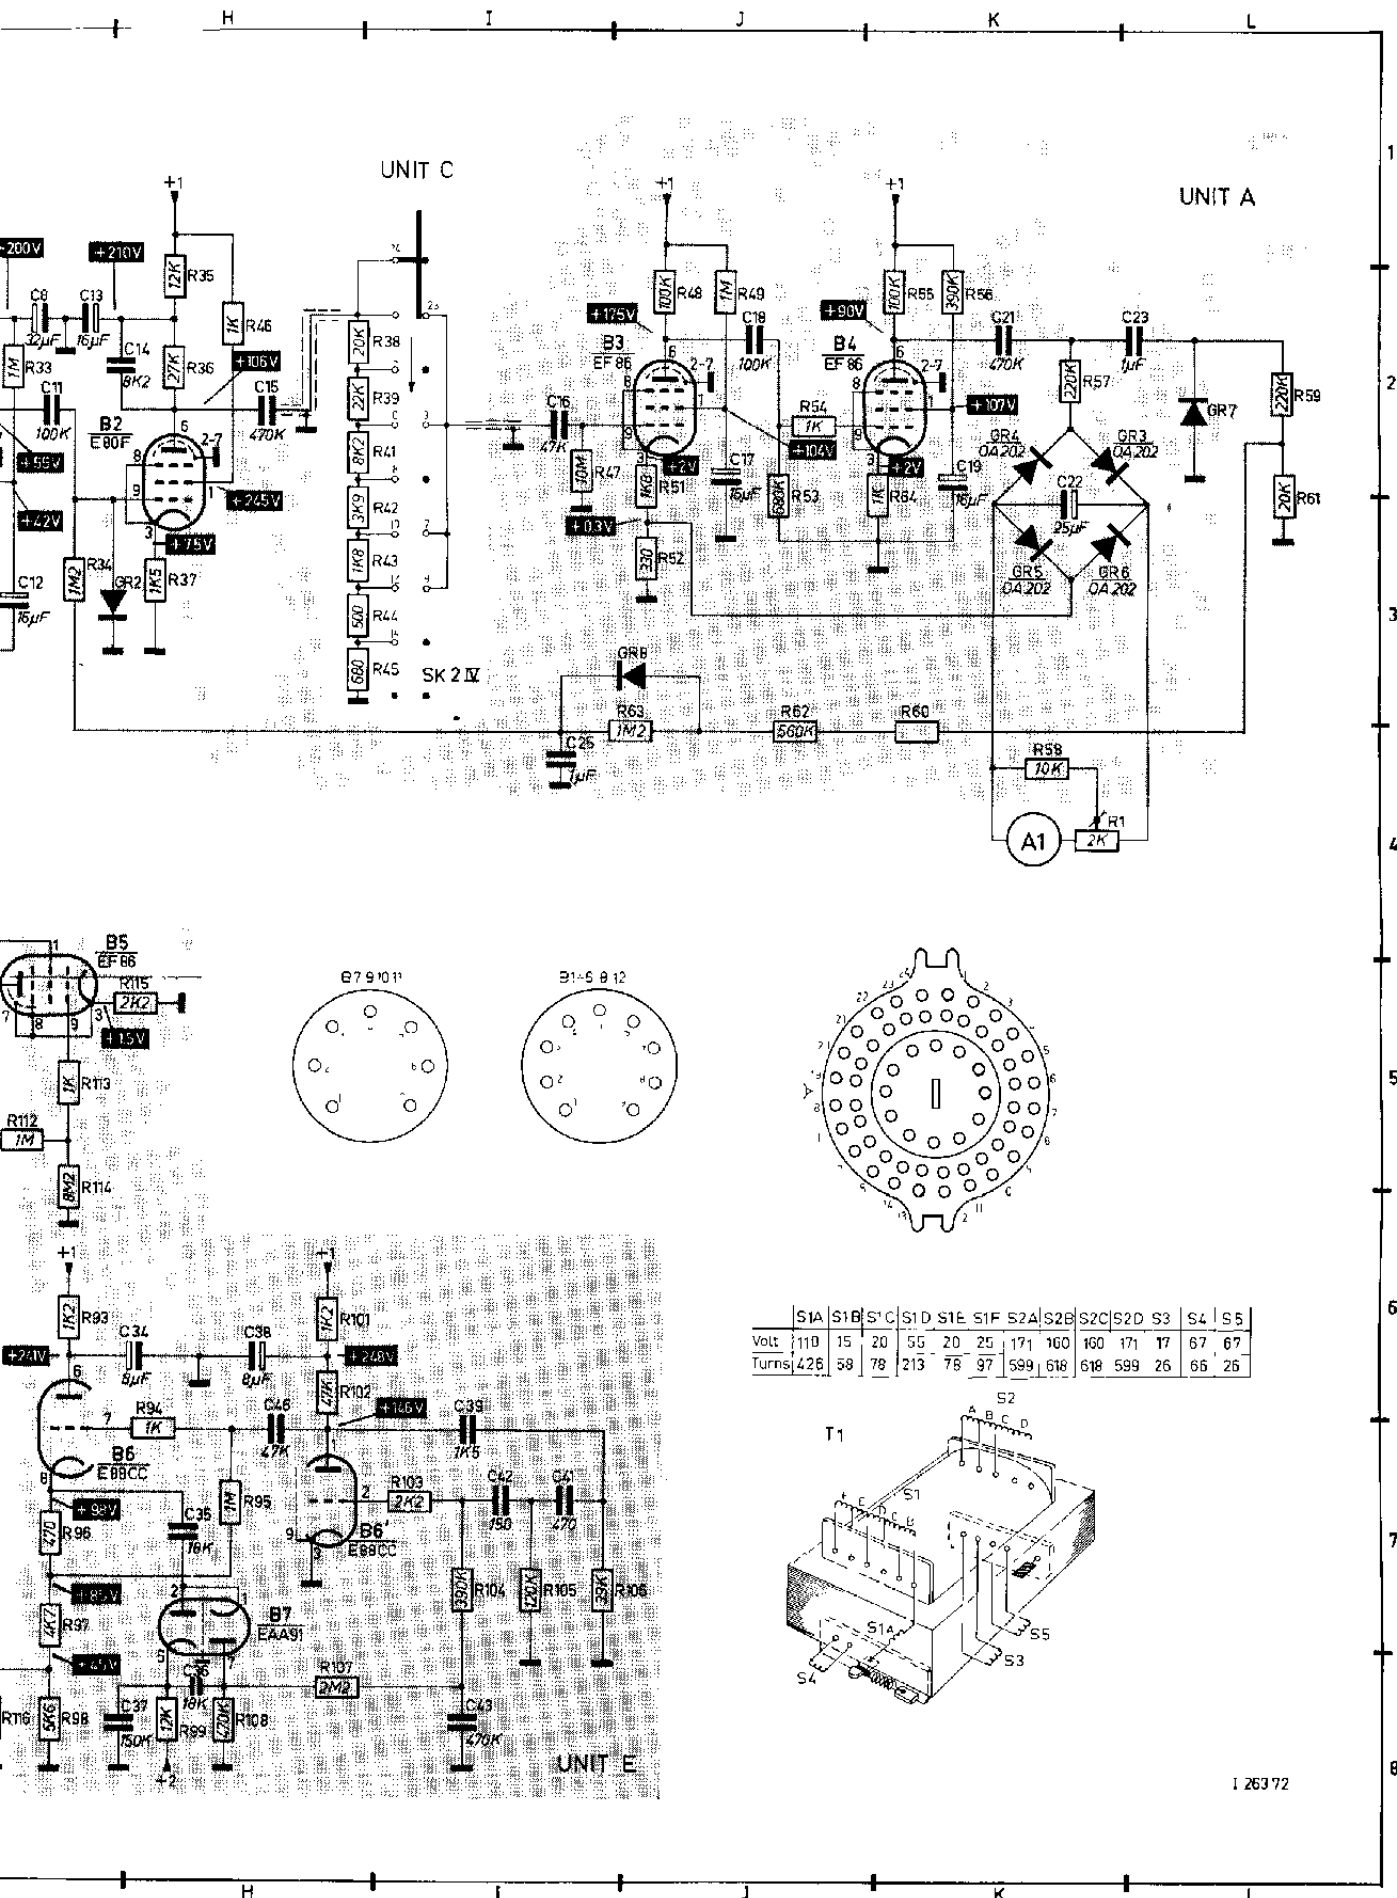 H I J K L
1
UNIT C
+1 +1 +1
UNIT A
+200V +210V
12K R35
C8 C13
32µF 16µF
1K R46
100K R48
1M R49
100K R55
390K R56
+175V
C18
+90V
C21
C23
B3
EF 86
100K
B4
EF 86
470K
1µF
2
1M R33
C14
8K2
27K R36
+106V
20K R38
220K R57
220K R59
C11
100K
B2
E80F
C15
470K
22K R39
C16
47K
R54
1K
+107V
GR7
+55V
8K2 R41
10M R47
+104V
GR4
OA202
GR3
OA202
+42V
+245V
3K9 R42
+2V
1K8 R51
C17
16µF
680K R53
+2V
1K R64
C19
16µF
C22
25µF
20K R61
+7.5V
1K8 R43
+0.3V
330 R52
GR5
OA202
GR6
OA202
C12
16µF
1M2 R34
GR2
1K5 R37
500 R44
3
680 R45
SK 2 IV
GR8
R63
1M2
R62
560K
R60
C25
1µF
R58
10K
A1
R1
2K
4
B5
EF 86
R115
2K2
+1.5V
B7 9 10 11
B1-6 8 12
1K R113
R112
1M
8M2 R114
5
+1 +1
1K2 R93
1K2 R101
6
+241V
C34
8µF
C38
8µF
+248V
47K R102
+146V
S1A S1B S1C S1D S1E S1F S2A S2B S2C S2D S3 S4 S5
Volt 110 15 20 55 20 25 171 160 160 171 17 67 67
Turns 426 58 78 213 78 97 599 618 618 599 26 66 26
R94
1K
C46
47K
C39
1K5
B6
E88CC
R103
2K2
C42
150
C41
470
T1
S2
A B C D
S1
+98V
470 R96
C35
18K
1M R95
B6'
E88CC
7
+85V
4K7 R97
390K R104
120K R105
39K R106
B7
EAA91
S1A
S5
S3
S4
+45V
R107
2M2
R116
5K6 R98
C37
150K
12K R99
18K
470K R108
C43
470K
+2
UNIT E
8
I 263 72
H I J K L